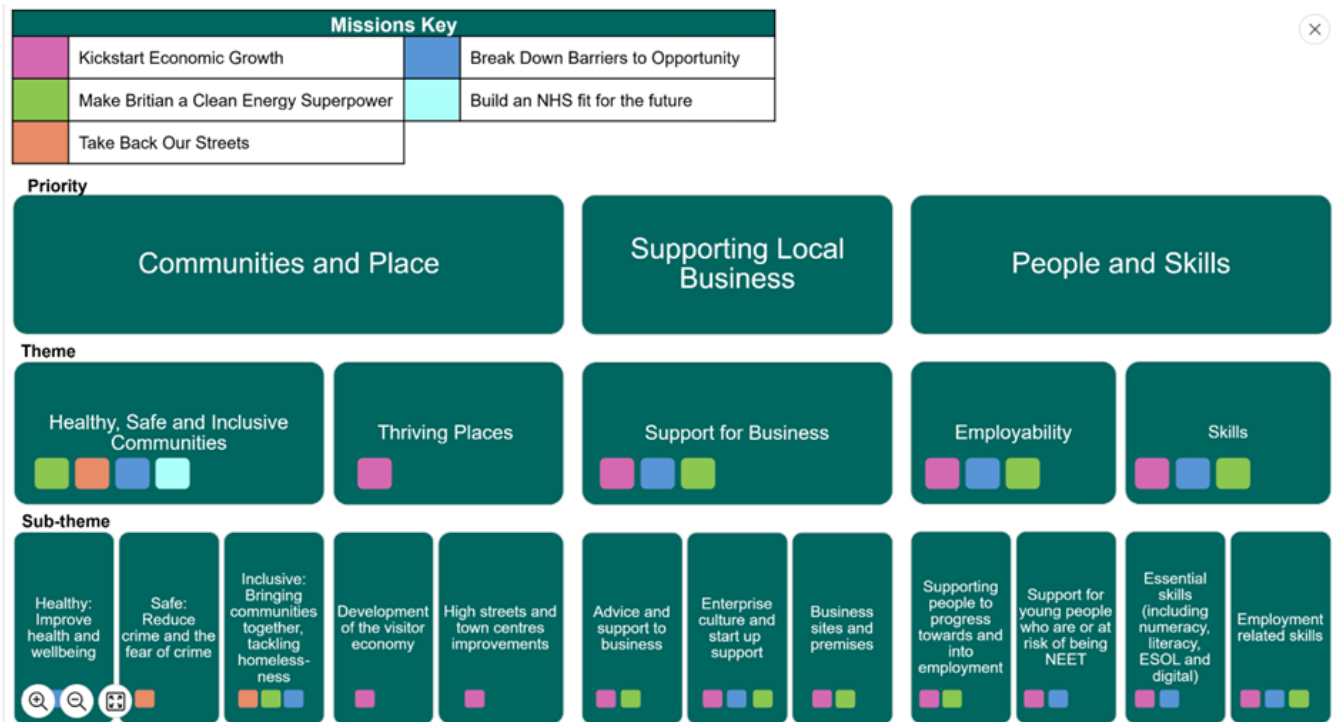 Missions Key
Kickstart Economic Growth
Break Down Barriers to Opportunity
Make Britian a Clean Energy Superpower
Build an NHS fit for the future
Take Back Our Streets
Priority
Communities and Place
Supporting Local
Business
People and Skills
Theme
Healthy, Safe and Inclusive
Communities
Thriving Places
Support for Business
Employability
Skills
Sub-theme
Healthy:
Improve
health and
wellbeing
Safe:
Reduce
crime and the
fear of crime
Inclusive:
Bringing
communities
together,
tackling
homeless-
ness
Development
of the visitor
economy
High streets and
town centres
improvements
Advice and
support to
business
Enterprise
culture and
start up
support
Business
sites and
premises
Supporting
people to
progress
towards and
into
employment
Support for
young people
who are or at
risk of being
NEET
Essential
skills
(including
numeracy,
literacy,
ESOL and
digital)
Employment
related skills